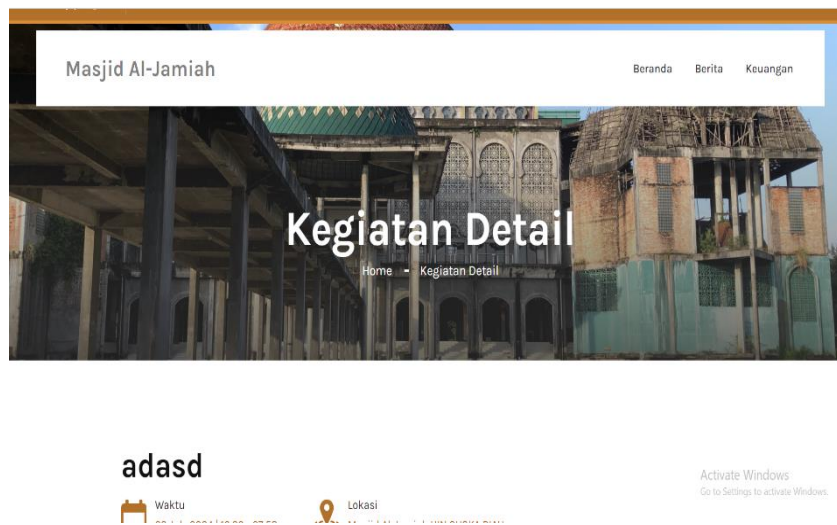 Masjid Al-Jamiah
Beranda Berita Keuangan
Kegiatan Detail
Home - Kegiatan Detail
adasd
Activate Windows
Go to Settings to activate Windows.
Waktu
Lokasi